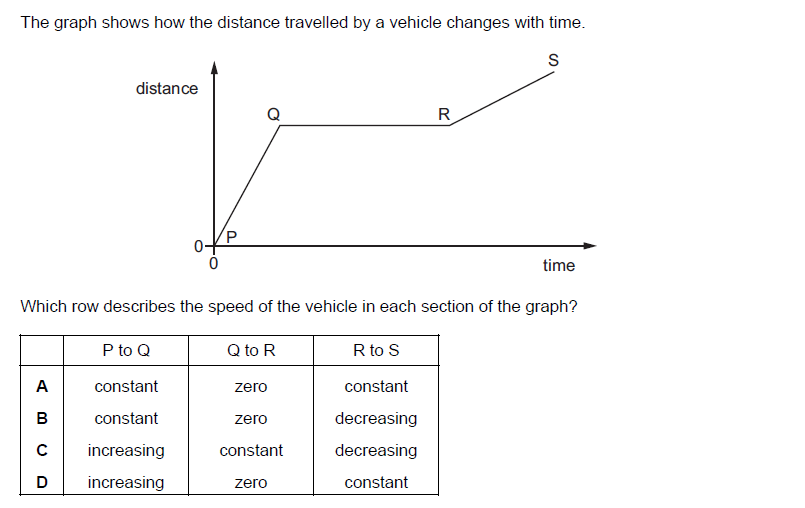 The graph shows how the distance travelled by a vehicle changes with time.
S
distance
Q
R
P
0
0
time
Which row describes the speed of the vehicle in each section of the graph?
P to Q Q to R R to S
A constant zero constant
B constant zero decreasing
C increasing constant decreasing
D increasing zero constant